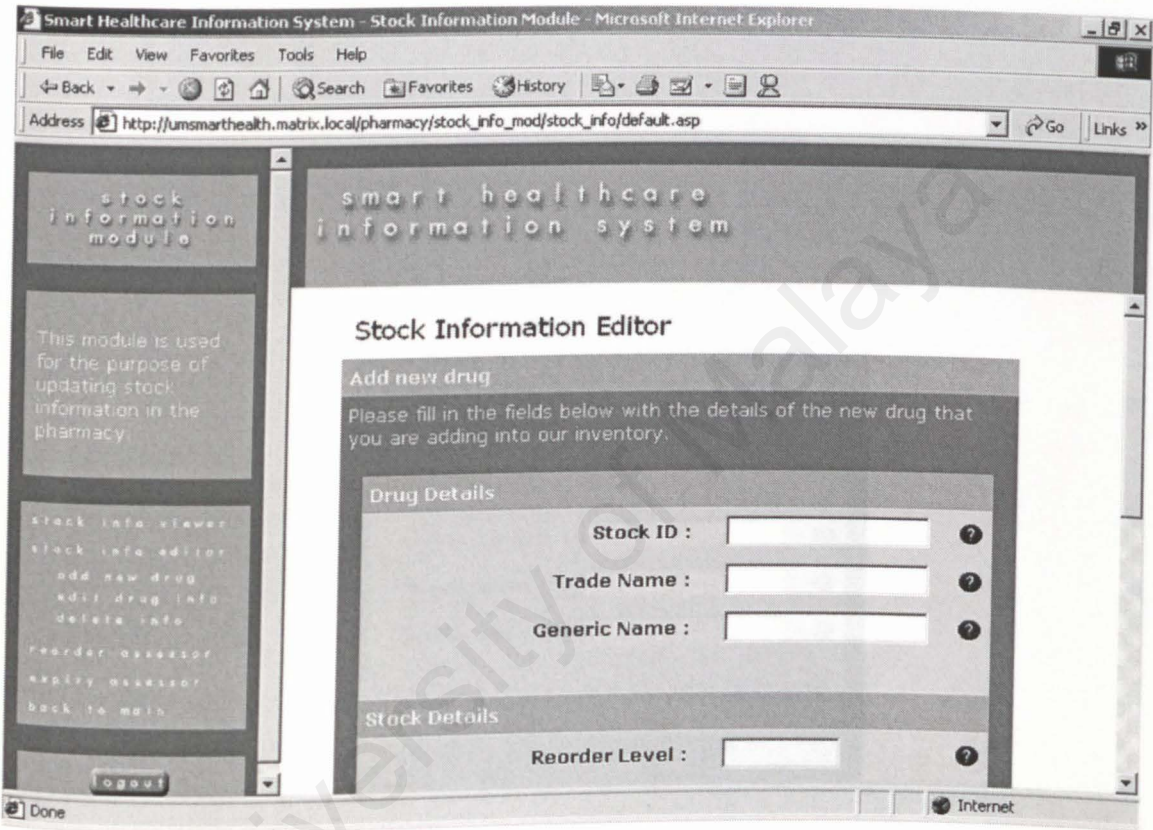 Smart Healthcare Information System - Stock Information Module - Microsoft Internet Explorer
File Edit View Favorites Tools Help
Back Search Favorites History
Address http://umsmarthealth.matrix.local/pharmacy/stock_info_mod/stock_info/default.asp Go Links »
stock
information
module
smart healthcare
information system
This module is used
for the purpose of
updating stock
information in the
pharmacy.
stock info viewer
stock info editor
add new drug
edit drug info
delete info
reorder assessor
expiry assessor
back to main
logout
Stock Information Editor
Add new drug
Please fill in the fields below with the details of the new drug that
you are adding into our inventory.
Drug Details
Stock ID : ?
Trade Name : ?
Generic Name : ?
Stock Details
Reorder Level : ?
Done Internet
University of Malaya